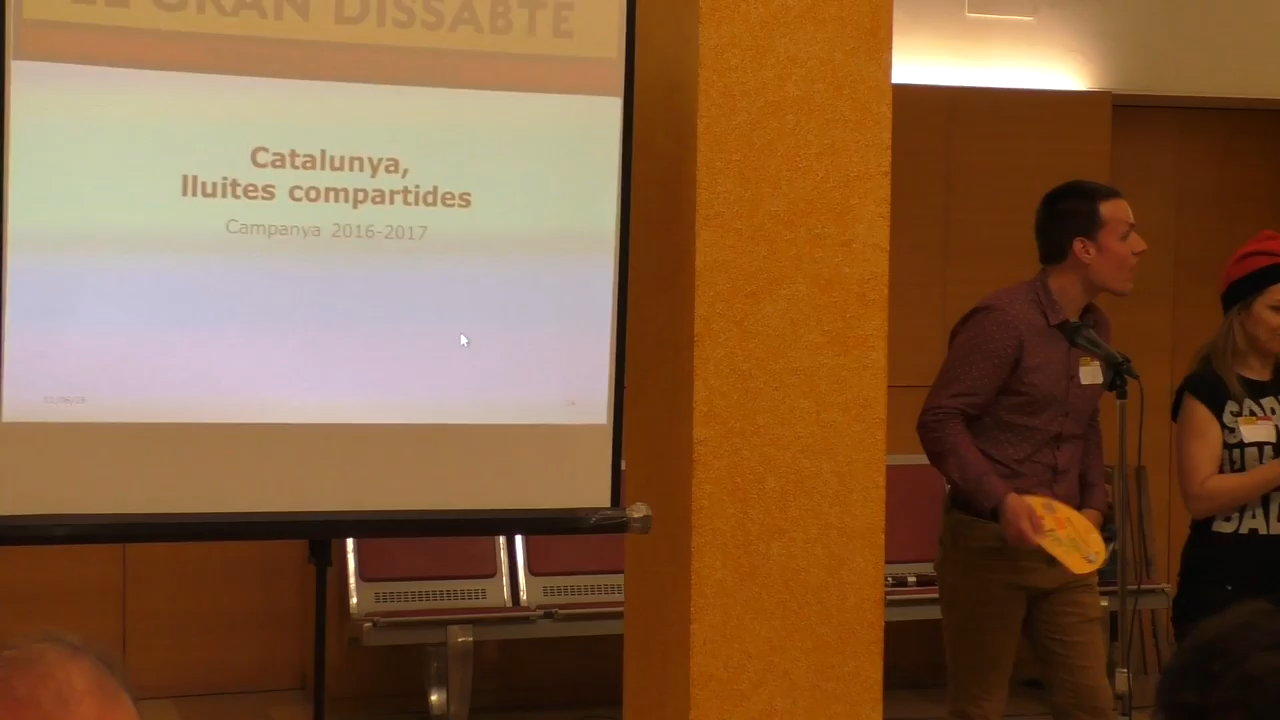 EL GRAN DISSABTE
Catalunya,
lluites compartides
Campanya 2016-2017